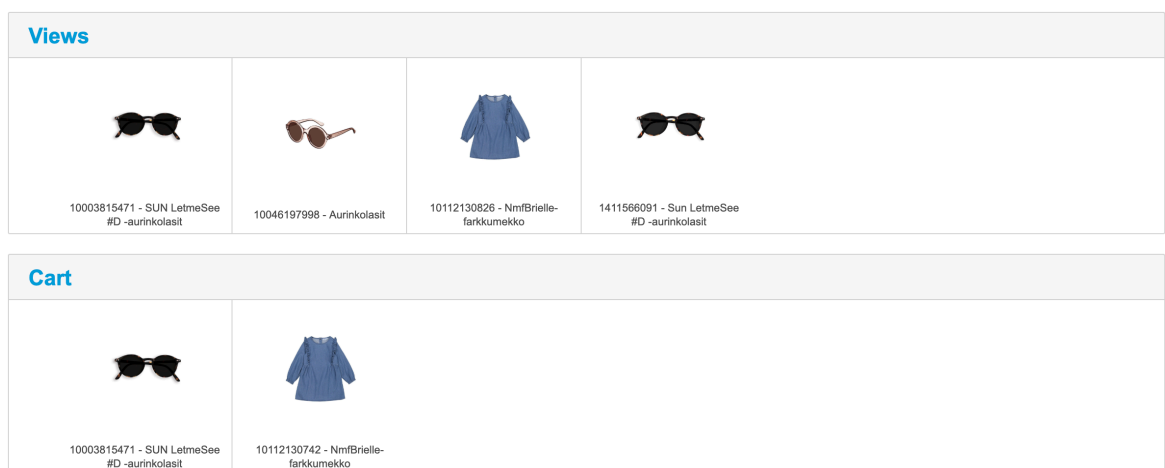 Views
10003815471 - SUN LetmeSee
#D -aurinkolasit
10046197998 - Aurinkolasit
10112130826 - NmfBrielle-
farkkumekko
1411566091 - Sun LetmeSee
#D -aurinkolasit
Cart
10003815471 - SUN LetmeSee
#D -aurinkolasit
10112130742 - NmfBrielle-
farkkumekko